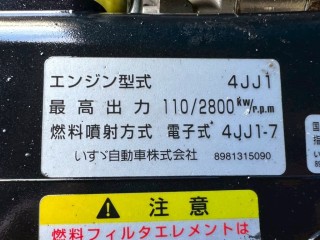 エンジン型式 4JJ1
最高出力 110/2800 kW/r.p.m
燃料噴射方式 電子式 4JJ1-7
いすゞ自動車株式会社 8981315090
注意
燃料フィルタエレメントは
国
指